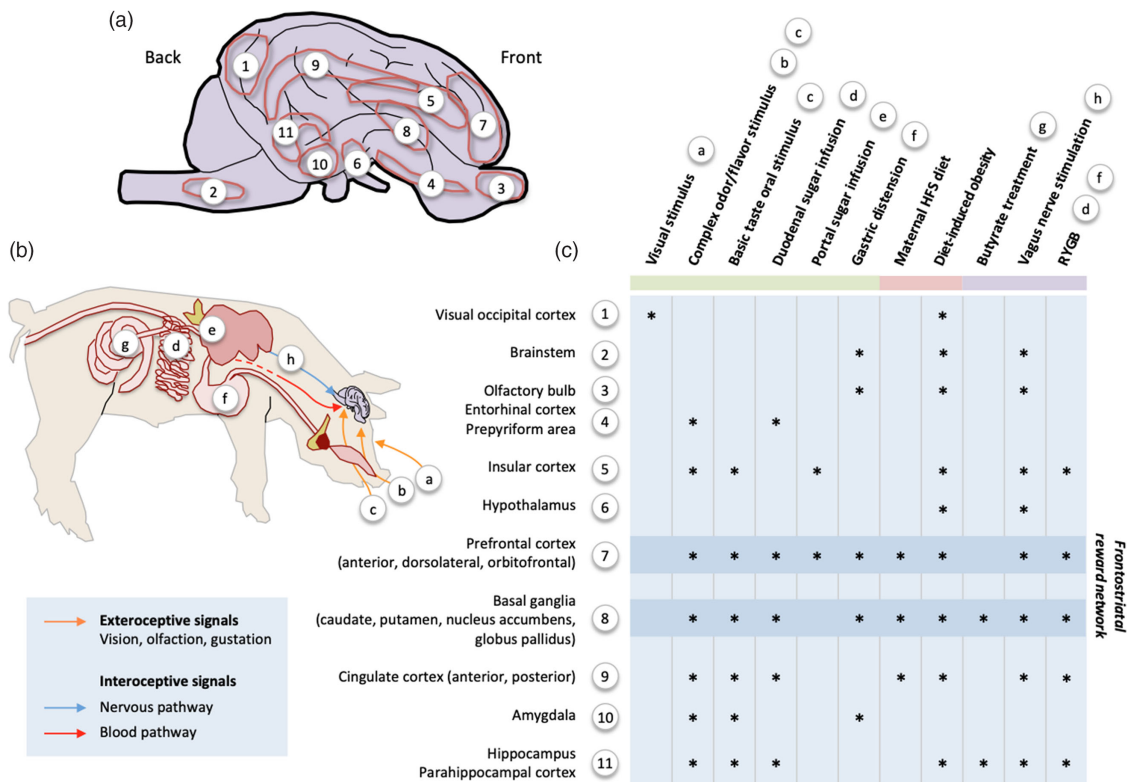 (a)
Back
Front
1
9
5
7
11
8
10
6
4
3
2
(b)
g
d
e
h
f
a
b
c
Exteroceptive signals
Vision, olfaction, gustation
Interoceptive signals
Nervous pathway
Blood pathway
(c)
Visual stimulus a
Complex odor/flavor stimulus b c
Basic taste oral stimulus c
Duodenal sugar infusion d
Portal sugar infusion e
Gastric distension f
Maternal HFS diet
Diet-induced obesity
Butyrate treatment g
Vagus nerve stimulation h
RYGB d f
Visual occipital cortex 1 * *
Brainstem 2 * * *
Olfactory bulb 3 * * *
Entorhinal cortex
Prepyriform area 4 * *
Insular cortex 5 * * * * * *
Hypothalamus 6 * *
Prefrontal cortex
(anterior, dorsolateral, orbitofrontal) 7 * * * * * * * * *
Basal ganglia
(caudate, putamen, nucleus accumbens, 8 * * * * * * * * *
globus pallidus)
Cingulate cortex (anterior, posterior) 9 * * * * * * *
Amygdala 10 * * *
Hippocampus
Parahippocampal cortex 11 * * * * * * *
Frontostriatal
reward network